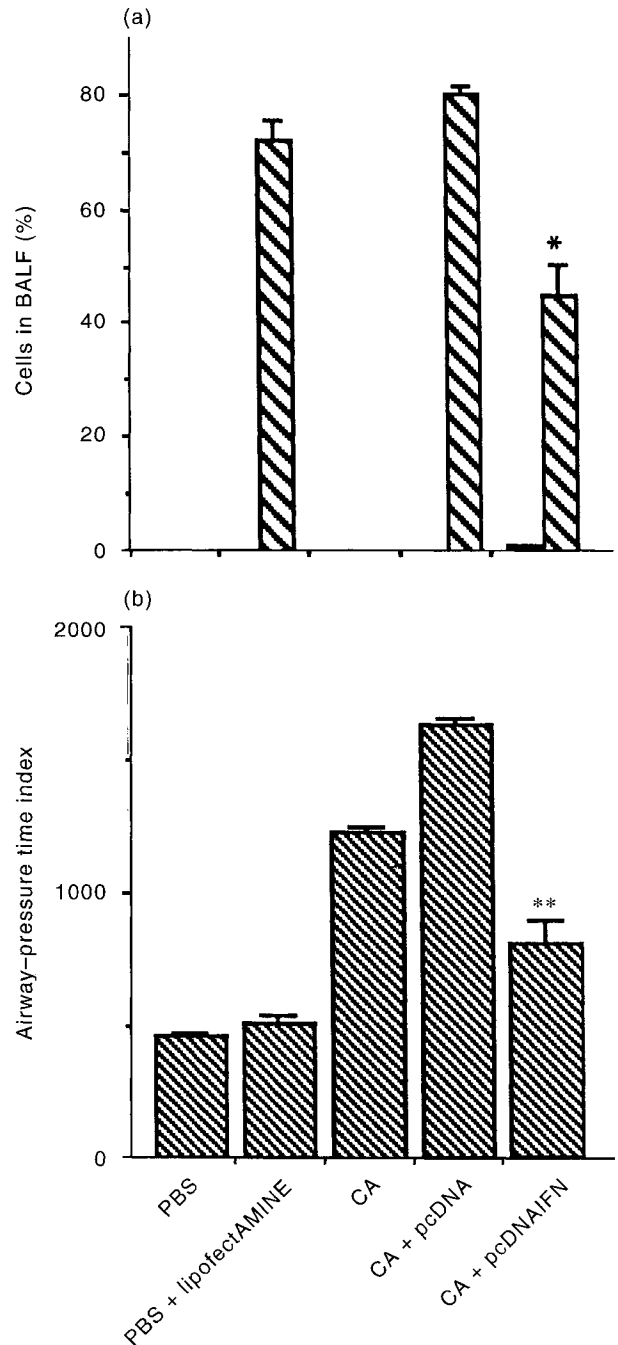 (a)
80
60
40
20
0
Cells in BALF (%)
*
(b)
2000
1000
0
Airway-pressure time index
**
PBS
PBS + lipofectAMINE
CA
CA + pcDNA
CA + pcDNAIFN